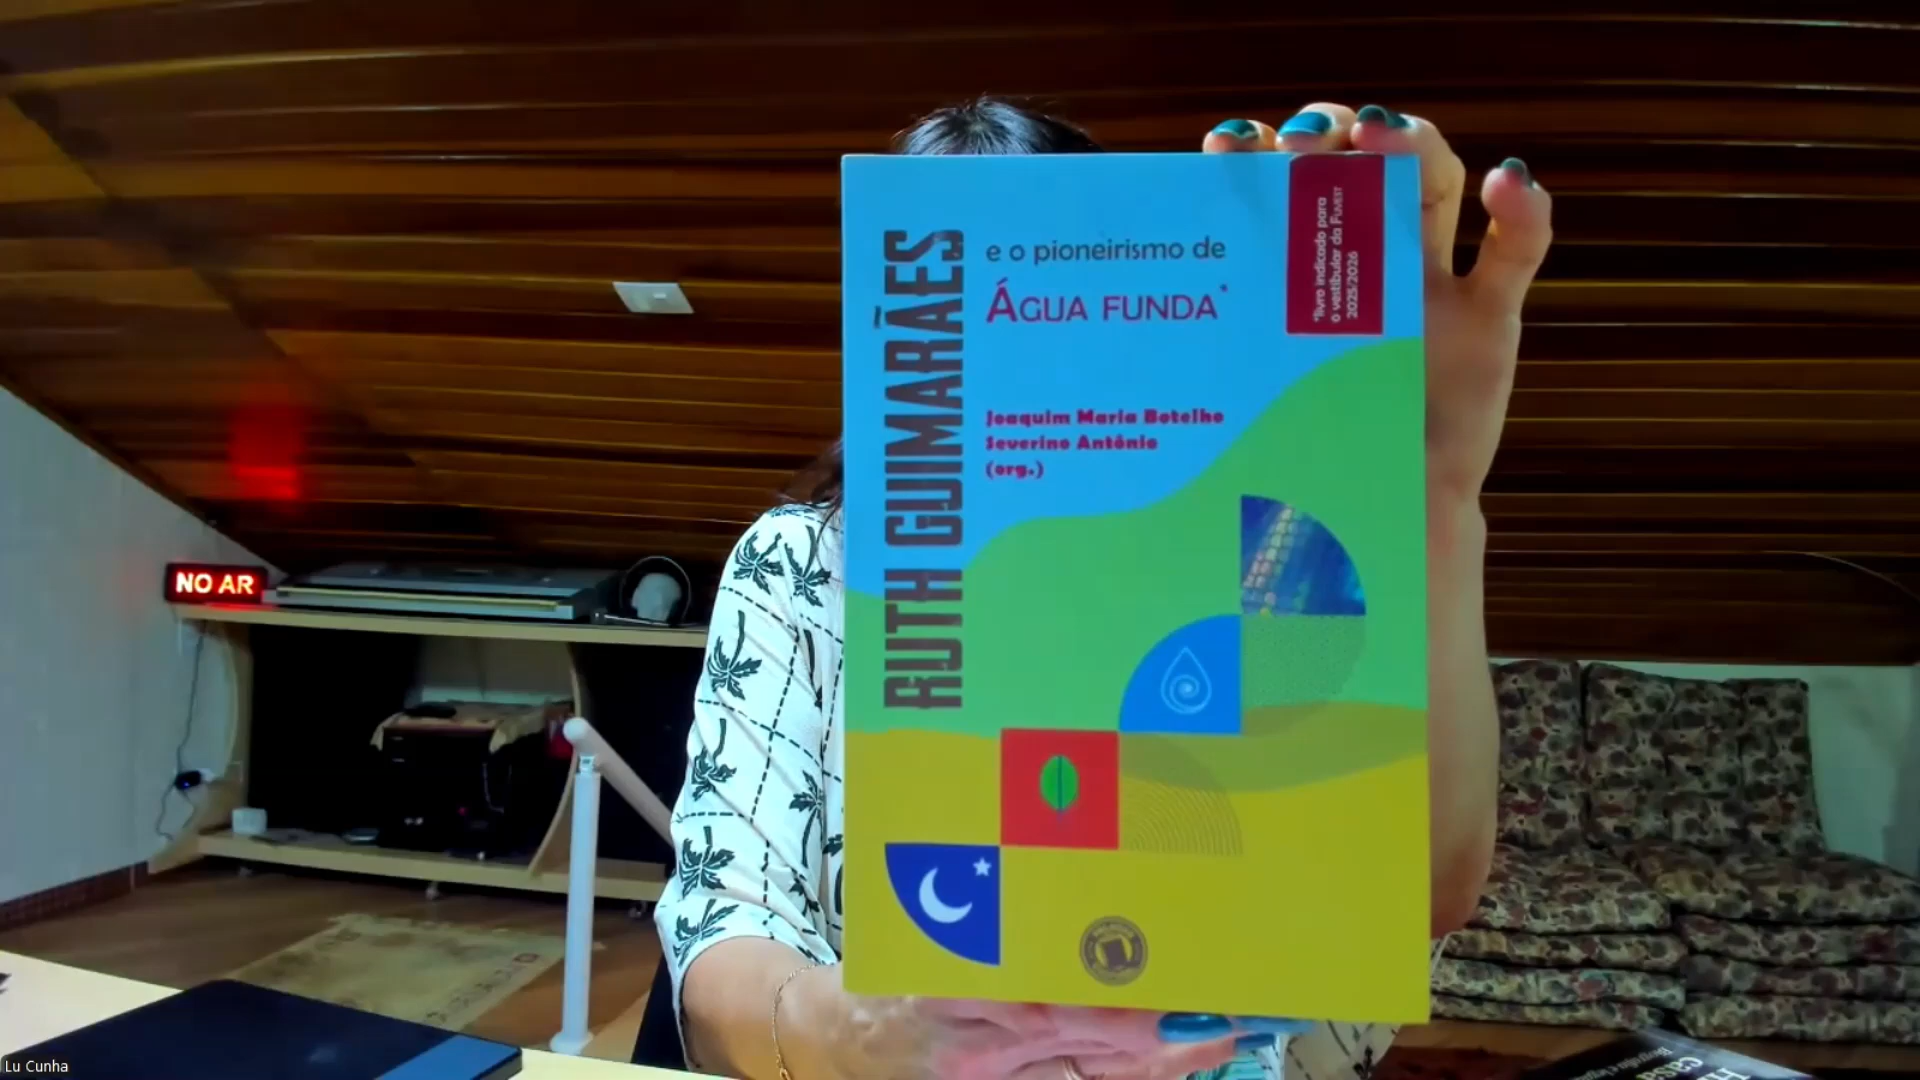 RUTH GUIMARÃES
e o pioneirismo de
ÁGUA FUNDA*
*livro indicado para
o vestibular da FUVEST
2025/2026
Joaquim Maria Botelho
Severino Antônio
(org.)
NO AR
Lu Cunha
casa